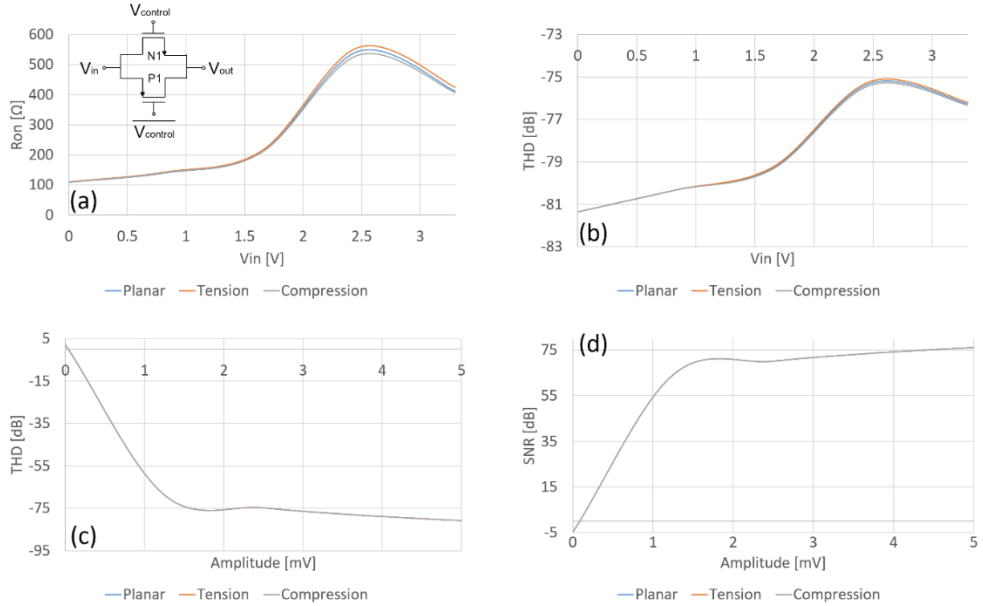 Vcontrol
N1
Vin
Vout
P1
Vcontrol
600
500
400
300
200
100
0
Ron [Ω]
(a)
0 0.5 1 1.5 2 2.5 3
Vin [V]
Planar Tension Compression
-73
-75
-77
-79
-81
-83
THD [dB]
0 0.5 1 1.5 2 2.5 3
(b)
Vin [V]
Planar Tension Compression
5
-15
-35
-55
-75
-95
THD [dB]
0 1 2 3 4 5
(c)
Amplitude [mV]
Planar Tension Compression
(d)
75
55
35
15
-5
SNR [dB]
0 1 2 3 4 5
Amplitude [mV]
Planar Tension Compression